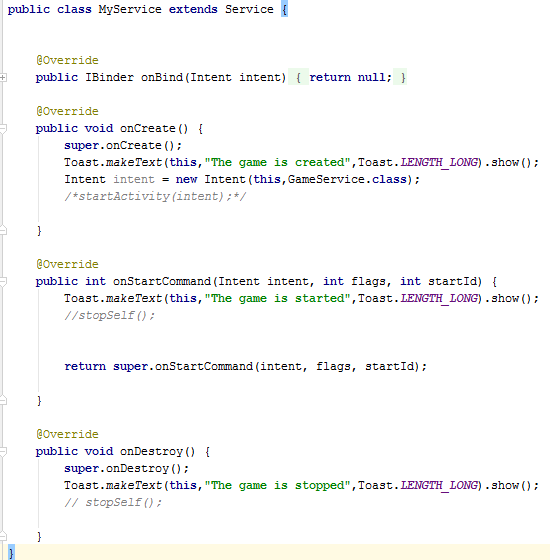 public class MyService extends Service {
@Override
public IBinder onBind(Intent intent) { return null; }
@Override
public void onCreate() {
super.onCreate();
Toast.makeText(this,"The game is created",Toast.LENGTH_LONG).show();
Intent intent = new Intent(this,GameService.class);
/*startActivity(intent);*/
}
@Override
public int onStartCommand(Intent intent, int flags, int startId) {
Toast.makeText(this,"The game is started",Toast.LENGTH_LONG).show();
//stopSelf();
return super.onStartCommand(intent, flags, startId);
}
@Override
public void onDestroy() {
super.onDestroy();
Toast.makeText(this,"The game is stopped",Toast.LENGTH_LONG).show();
// stopSelf();
}
}